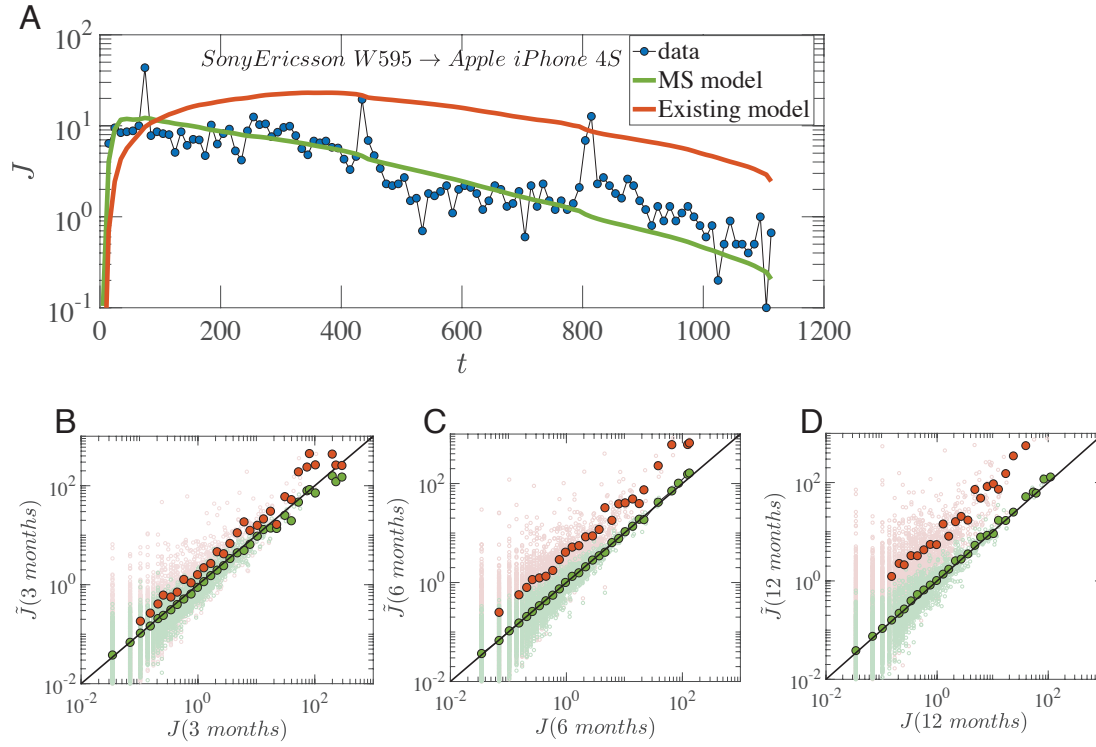 A
SonyEricsson W595 → Apple iPhone 4S
data
MS model
Existing model
J
10^2
10^1
10^0
10^-1
0 200 400 600 800 1000 1200
t
B
J̃(3 months)
10^2
10^0
10^-2
10^-2 10^0 10^2
J(3 months)
C
J̃(6 months)
10^2
10^0
10^-2
10^-2 10^0 10^2
J(6 months)
D
J̃(12 months)
10^2
10^0
10^-2
10^-2 10^0 10^2
J(12 months)